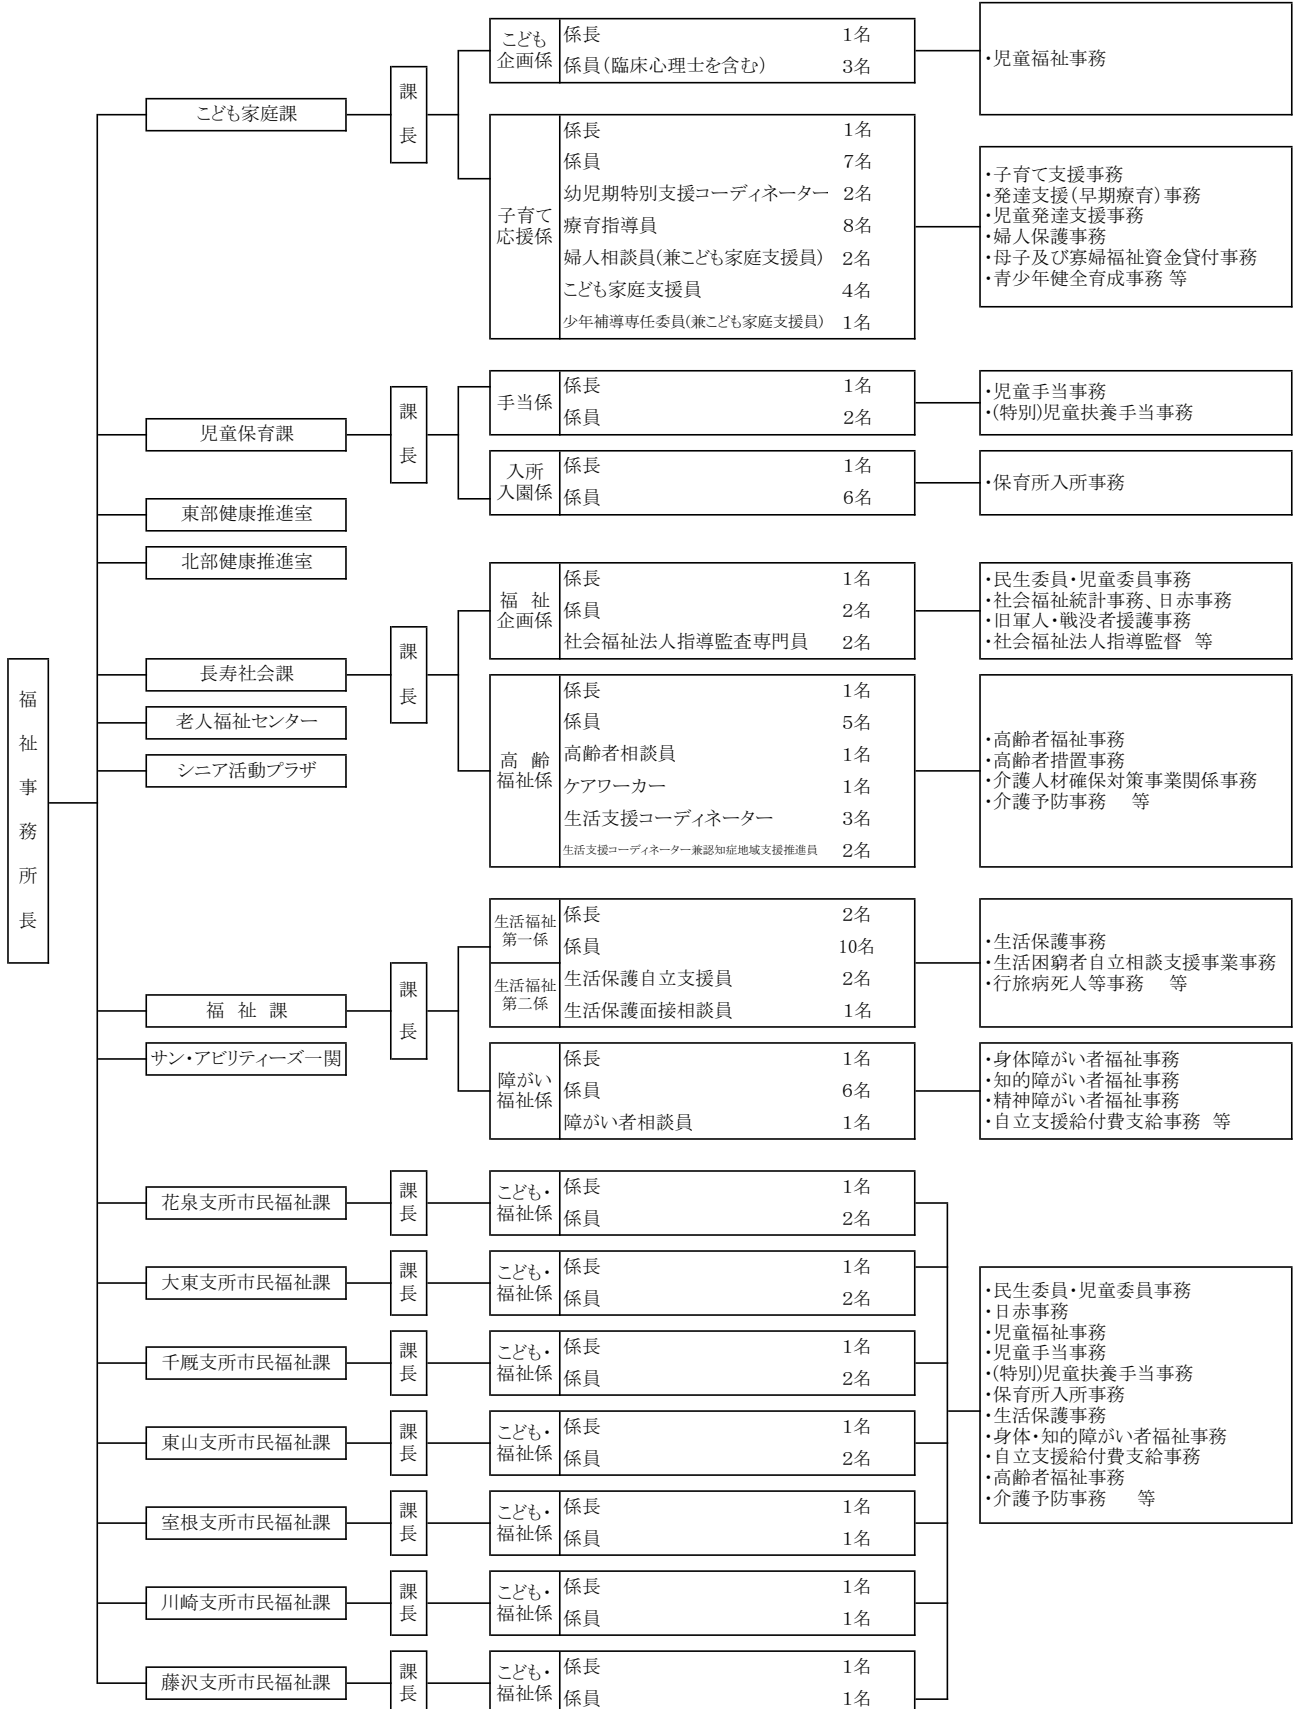 福祉事務所長
こども家庭課
課長
こども企画係
係長 1名
係員(臨床心理士を含む) 3名
・児童福祉事務
子育て応援係
係長 1名
係員 7名
幼児期特別支援コーディネーター 2名
療育指導員 8名
婦人相談員(兼こども家庭支援員) 2名
こども家庭支援員 4名
少年補導専任委員(兼こども家庭支援員) 1名
・子育て支援事務
・発達支援(早期療育)事務
・児童発達支援事務
・婦人保護事務
・母子及び寡婦福祉資金貸付事務
・青少年健全育成事務 等
児童保育課
課長
手当係
係長 1名
係員 2名
・児童手当事務
・(特別)児童扶養手当事務
入所入園係
係長 1名
係員 6名
・保育所入所事務
東部健康推進室
北部健康推進室
長寿社会課
課長
福祉企画係
係長 1名
係員 2名
社会福祉法人指導監査専門員 2名
・民生委員・児童委員事務
・社会福祉統計事務、日赤事務
・旧軍人・戦没者援護事務
・社会福祉法人指導監督 等
高齢福祉係
係長 1名
係員 5名
高齢者相談員 1名
ケアワーカー 1名
生活支援コーディネーター 3名
生活支援コーディネーター兼認知症地域支援推進員 2名
・高齢者福祉事務
・高齢者措置事務
・介護人材確保対策事業関係事務
・介護予防事務 等
老人福祉センター
シニア活動プラザ
福祉課
課長
生活福祉第一係
生活福祉第二係
係長 2名
係員 10名
生活保護自立支援員 2名
生活保護面接相談員 1名
・生活保護事務
・生活困窮者自立相談支援事業事務
・行旅病死人等事務 等
障がい福祉係
係長 1名
係員 6名
障がい者相談員 1名
・身体障がい者福祉事務
・知的障がい者福祉事務
・精神障がい者福祉事務
・自立支援給付費支給事務 等
サン・アビリティーズ一関
花泉支所市民福祉課
課長
こども・福祉係
係長 1名
係員 2名
大東支所市民福祉課
課長
こども・福祉係
係長 1名
係員 2名
千厩支所市民福祉課
課長
こども・福祉係
係長 1名
係員 2名
東山支所市民福祉課
課長
こども・福祉係
係長 1名
係員 2名
室根支所市民福祉課
課長
こども・福祉係
係長 1名
係員 1名
川崎支所市民福祉課
課長
こども・福祉係
係長 1名
係員 1名
藤沢支所市民福祉課
課長
こども・福祉係
係長 1名
係員 1名
・民生委員・児童委員事務
・日赤事務
・児童福祉事務
・児童手当事務
・(特別)児童扶養手当事務
・保育所入所事務
・生活保護事務
・身体・知的障がい者福祉事務
・自立支援給付費支給事務
・高齢者福祉事務
・介護予防事務 等